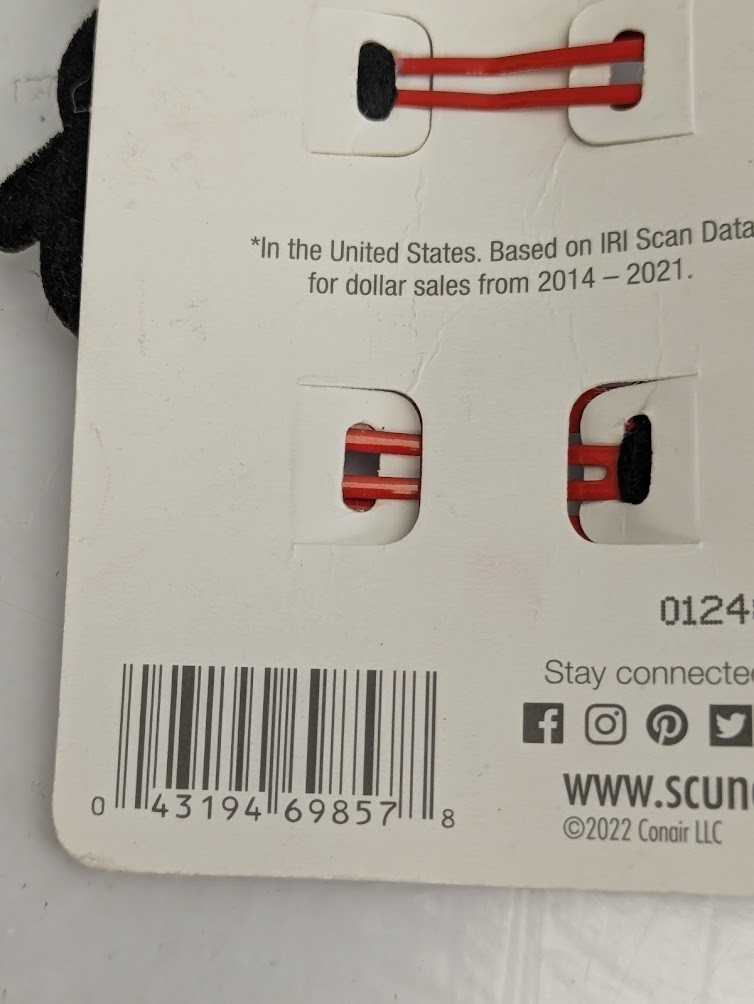 *In the United States. Based on IRI Scan Data
for dollar sales from 2014 – 2021.
0124
Stay connected
www.scun
©2022 Conair LLC
0 43194 69857 8